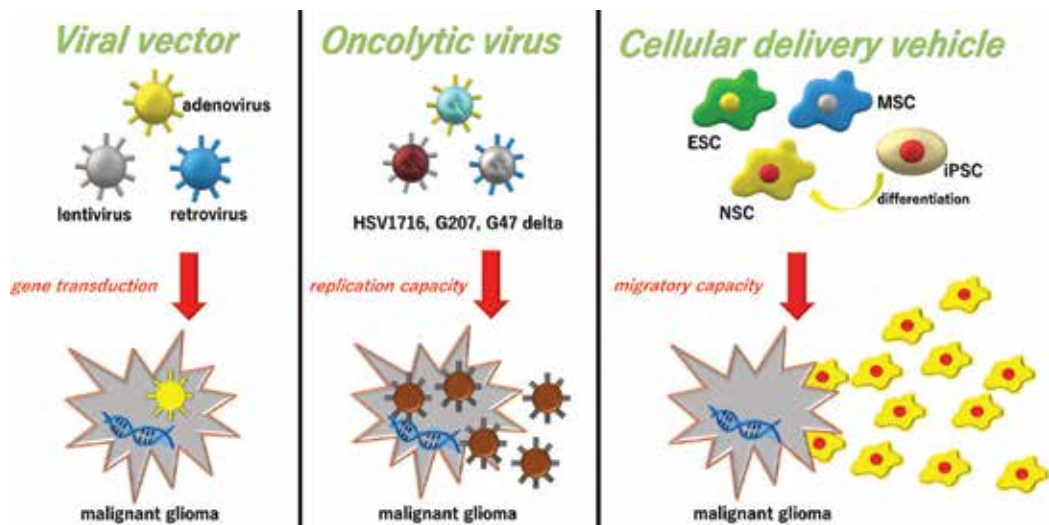 Viral vector
adenovirus
lentivirus
retrovirus
gene transduction
malignant glioma
Oncolytic virus
HSV1716, G207, G47 delta
replication capacity
malignant glioma
Cellular delivery vehicle
ESC
MSC
iPSC
NSC
differentiation
migratory capacity
malignant glioma